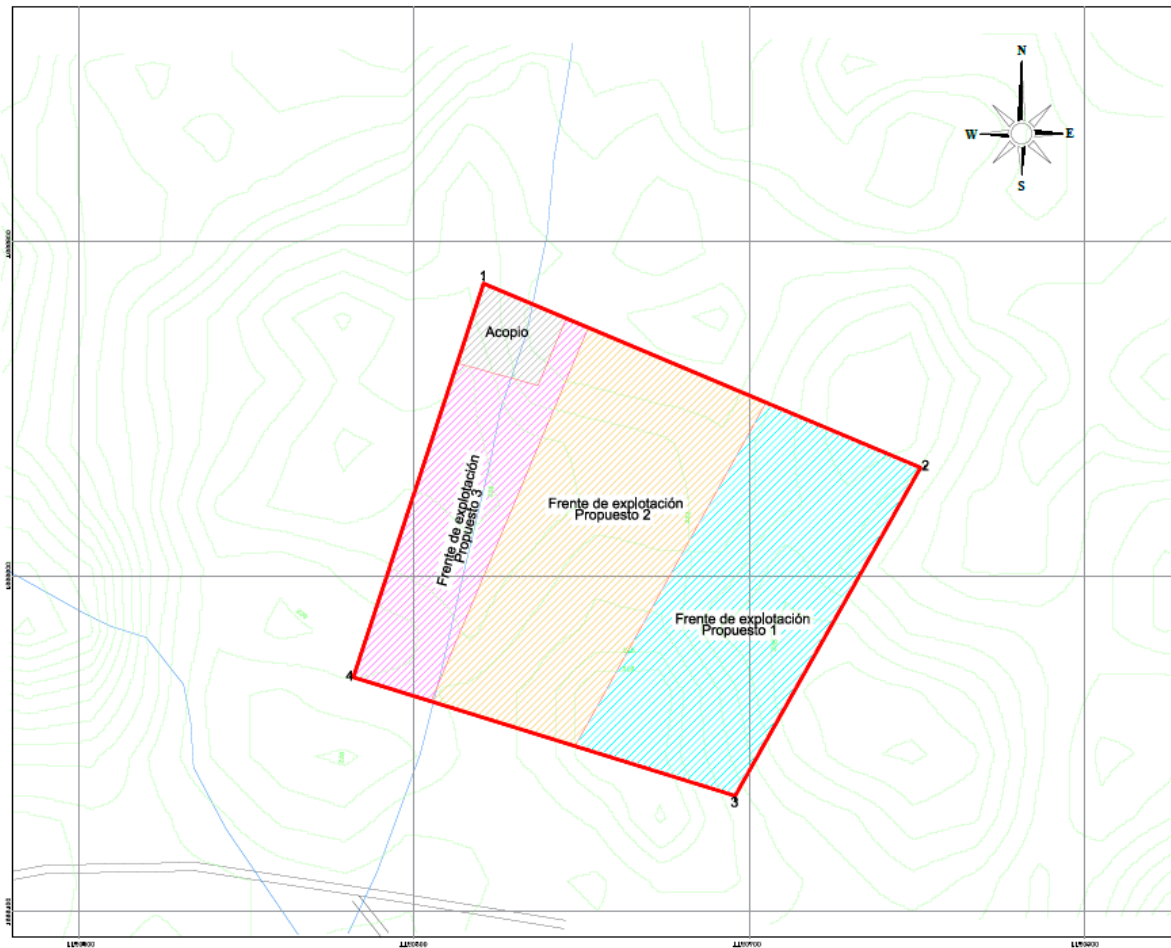 N
W
E
S
1
Acopio
2
Frente de explotación
Propuesto 3
Frente de explotación
Propuesto 2
Frente de explotación
Propuesto 1
4
3